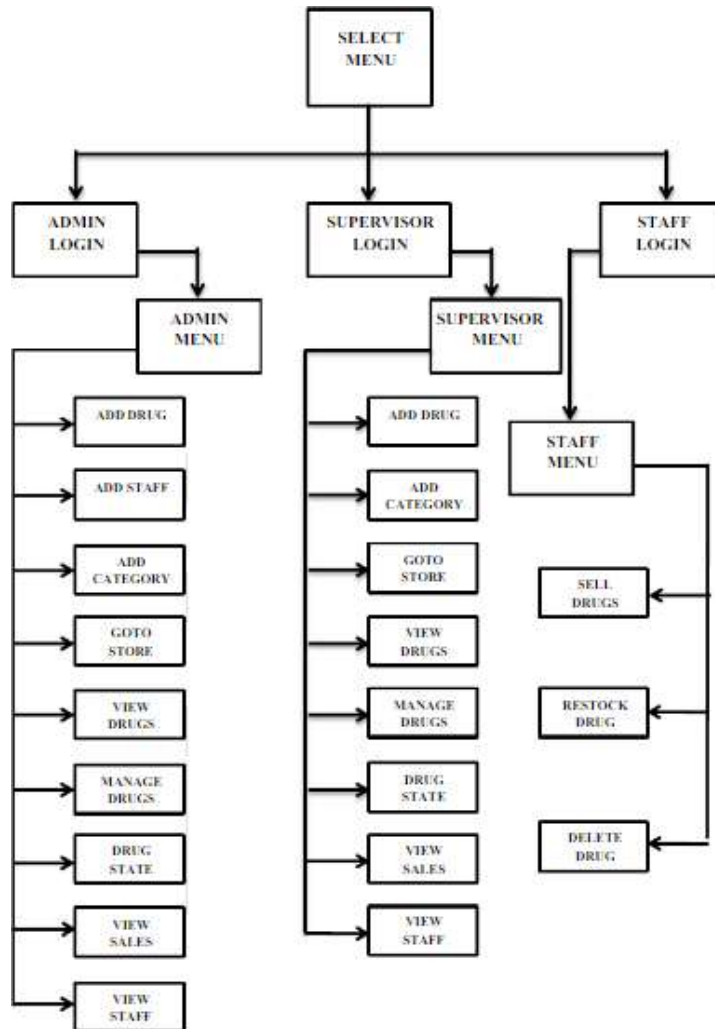 SELECT
MENU
ADMIN
LOGIN
SUPERVISOR
LOGIN
STAFF
LOGIN
ADMIN
MENU
SUPERVISOR
MENU
STAFF
MENU
ADD DRUG
ADD STAFF
ADD
CATEGORY
GOTO
STORE
VIEW
DRUGS
MANAGE
DRUGS
DRUG
STATE
VIEW
SALES
VIEW
STAFF
ADD DRUG
ADD
CATEGORY
GOTO
STORE
VIEW
DRUGS
MANAGE
DRUGS
DRUG
STATE
VIEW
SALES
VIEW
STAFF
SELL
DRUGS
RESTOCK
DRUG
DELETE
DRUG